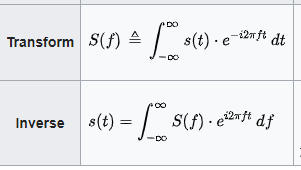 Transform S(f) ≜ ∫_{-∞}^{∞} s(t) · e^{-i2πft} dt
Inverse s(t) = ∫_{-∞}^{∞} S(f) · e^{i2πft} df